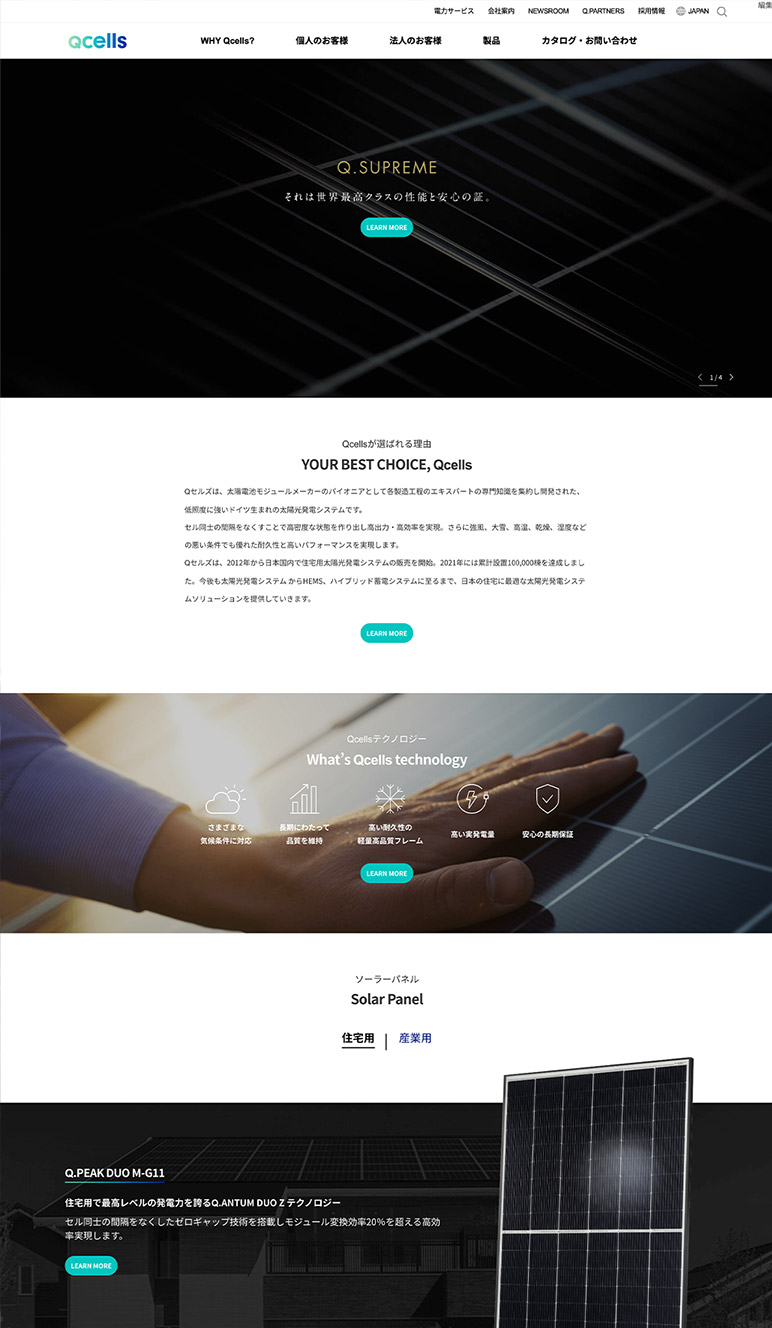 電力サービス 会社案内 NEWSROOM Q.PARTNERS 採用情報 JAPAN
編集
Qcells
WHY Qcells? 個人のお客様 法人のお客様 製品 カタログ・お問い合わせ
Q.SUPREME
それは世界最高クラスの性能と安心の証。
LEARN MORE
1 / 4
Qcellsが選ばれる理由
YOUR BEST CHOICE, Qcells
Qセルズは、太陽電池モジュールメーカーのパイオニアとして各製造工程のエキスパートの専門知識を集約し開発された、
低照度に強いドイツ生まれの太陽光発電システムです。
セル同士の間隔をなくすことで高密度な状態を作り出し高出力・高効率を実現。さらに強風、大雪、高温、乾燥、湿度など
の悪い条件でも優れた耐久性と高いパフォーマンスを実現します。
Qセルズは、2012年から日本国内で住宅用太陽光発電システムの販売を開始。2021年には累計設置100,000棟を達成しまし
た。今後も太陽光発電システム からHEMS、ハイブリッド蓄電システムに至るまで、日本の住宅に最適な太陽光発電システ
ムソリューションを提供していきます。
LEARN MORE
Qcellsテクノロジー
What's Qcells technology
さまざまな
気候条件に対応
長期にわたって
品質を維持
高い耐久性の
軽量高品質フレーム
高い実発電量
安心の長期保証
LEARN MORE
ソーラーパネル
Solar Panel
住宅用 | 産業用
Q.PEAK DUO M-G11
住宅用で最高レベルの発電力を誇るQ.ANTUM DUO Z テクノロジー
セル同士の間隔をなくしたゼロギャップ技術を搭載しモジュール変換効率20％を超える高効
率実現します。
LEARN MORE